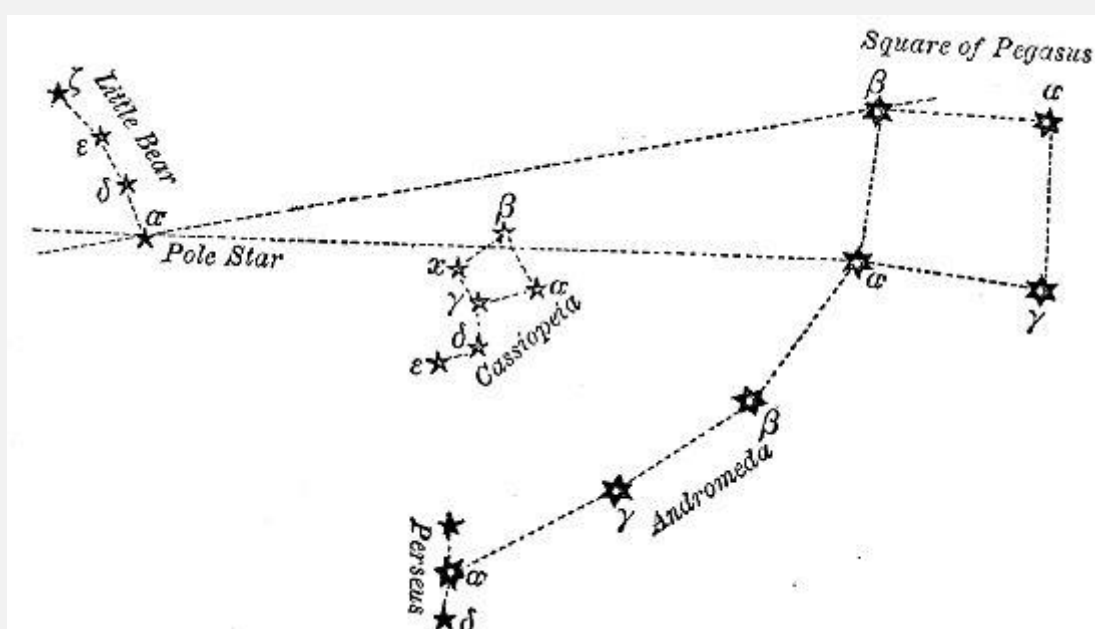 Square of Pegasus
β
α
ζ
Little Bear
ε
δ
α
Pole Star
β
x
α
γ
δ
ε
Cassiopeia
α
γ
β
Andromeda
γ
Perseus
α
δ